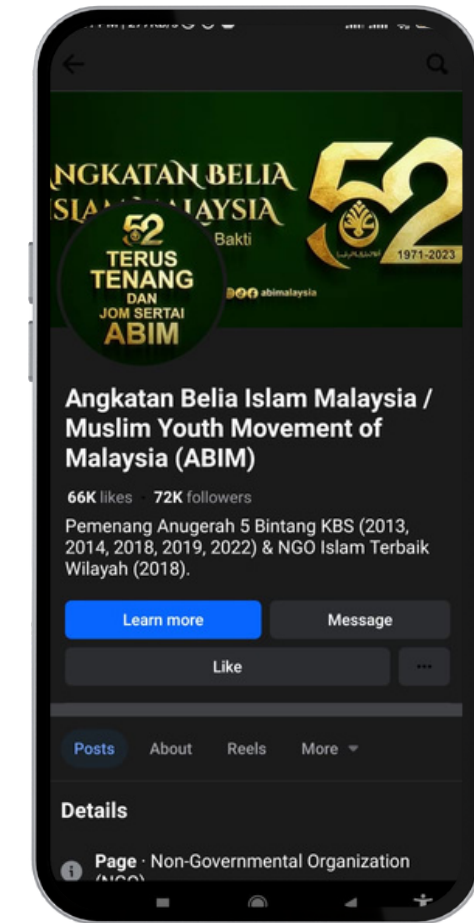 NGKATAN BELIA
ISLAM MALAYSIA
Bakti
52
1971-2023
abimalaysia
52
TERUS
TENANG
DAN
JOM SERTAI
ABIM
Angkatan Belia Islam Malaysia /
Muslim Youth Movement of
Malaysia (ABIM)
66K likes · 72K followers
Pemenang Anugerah 5 Bintang KBS (2013,
2014, 2018, 2019, 2022) & NGO Islam Terbaik
Wilayah (2018).
Learn more
Message
Like
Posts About Reels More
Details
Page · Non-Governmental Organization
(NGO)